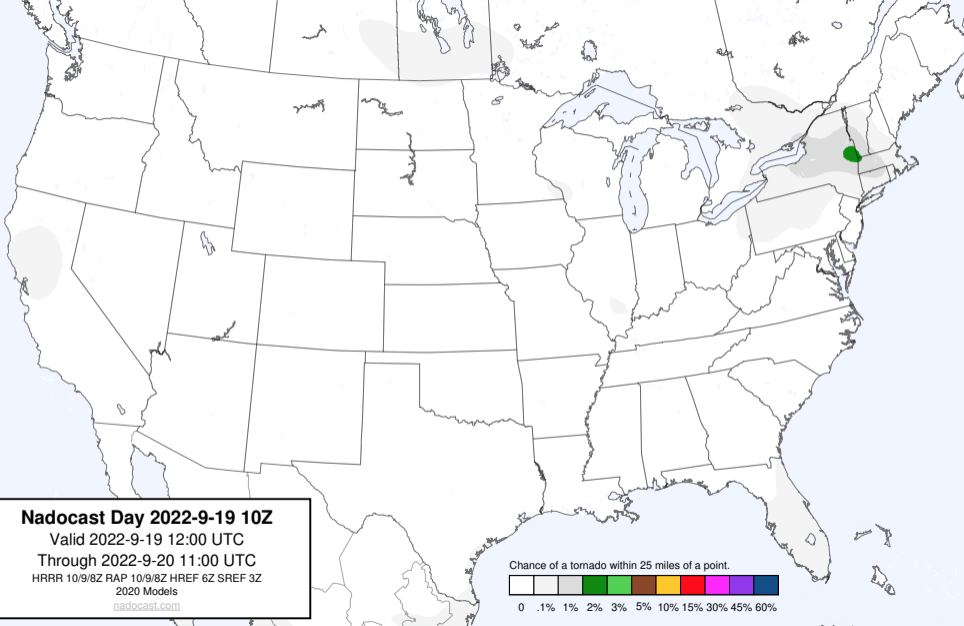 Nadocast Day 2022-9-19 10Z
Valid 2022-9-19 12:00 UTC
Through 2022-9-20 11:00 UTC
HRRR 10/9/8Z RAP 10/9/8Z HREF 6Z SREF 3Z
2020 Models
nadocast.com
Chance of a tornado within 25 miles of a point.
0 .1% 1% 2% 3% 5% 10% 15% 30% 45% 60%